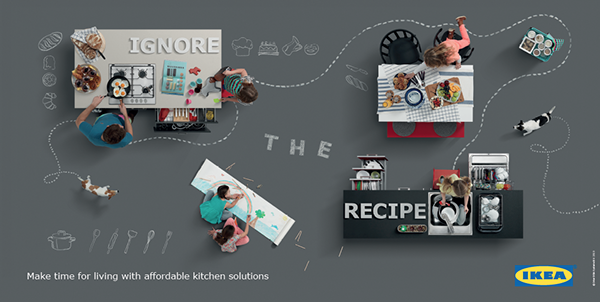 IGNORE
THE
RECIPE
Make time for living with affordable kitchen solutions
IKEA